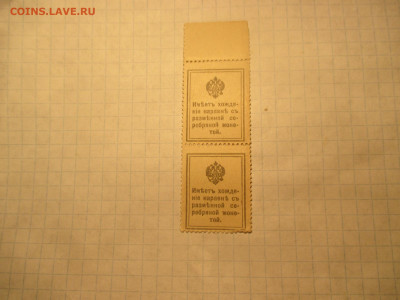 COINS.LAVE.RU
Имѣетъ хожде-
ніе наравнѣ съ
размѣнной се-
ребряной моне-
той.
Имѣетъ хожде-
ніе наравнѣ съ
размѣнной се-
ребряной моне-
той.